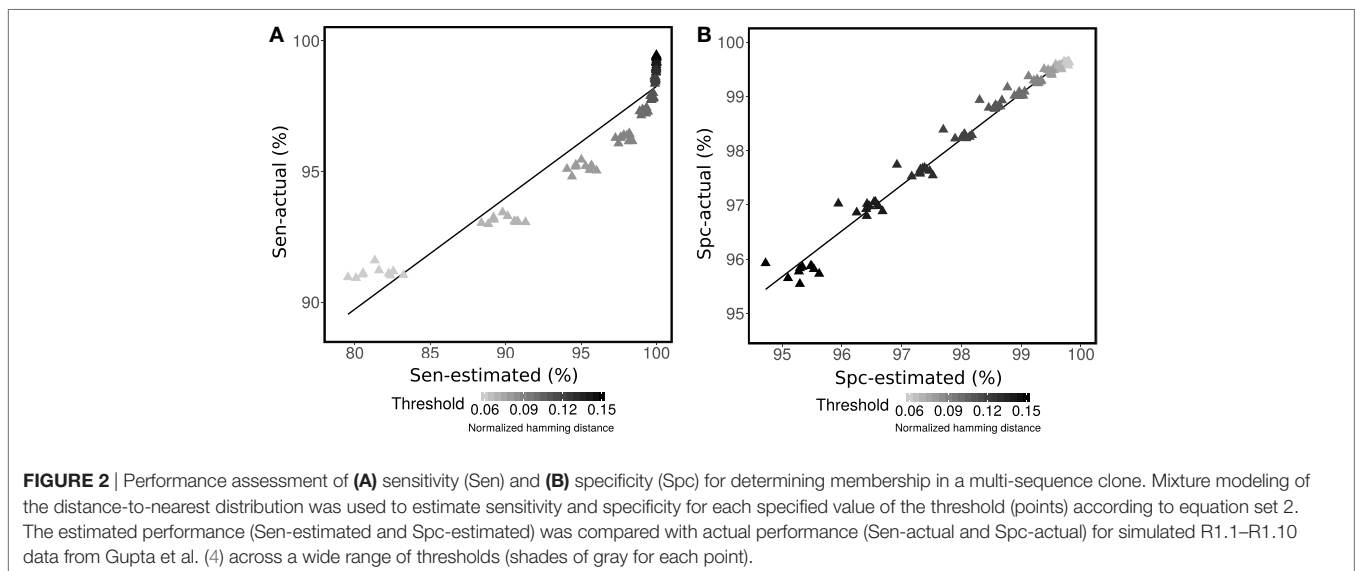 A
100
95
90
Sen-actual (%)
80 85 90 95 100
Sen-estimated (%)
Threshold
0.06 0.09 0.12 0.15
Normalized hamming distance
B
100
99
98
97
96
95
Spc-actual (%)
95 96 97 98 99 100
Spc-estimated (%)
Threshold
0.06 0.09 0.12 0.15
Normalized hamming distance
FIGURE 2 | Performance assessment of (A) sensitivity (Sen) and (B) specificity (Spc) for determining membership in a multi-sequence clone. Mixture modeling of
the distance-to-nearest distribution was used to estimate sensitivity and specificity for each specified value of the threshold (points) according to equation set 2.
The estimated performance (Sen-estimated and Spc-estimated) was compared with actual performance (Sen-actual and Spc-actual) for simulated R1.1–R1.10
data from Gupta et al. (4) across a wide range of thresholds (shades of gray for each point).